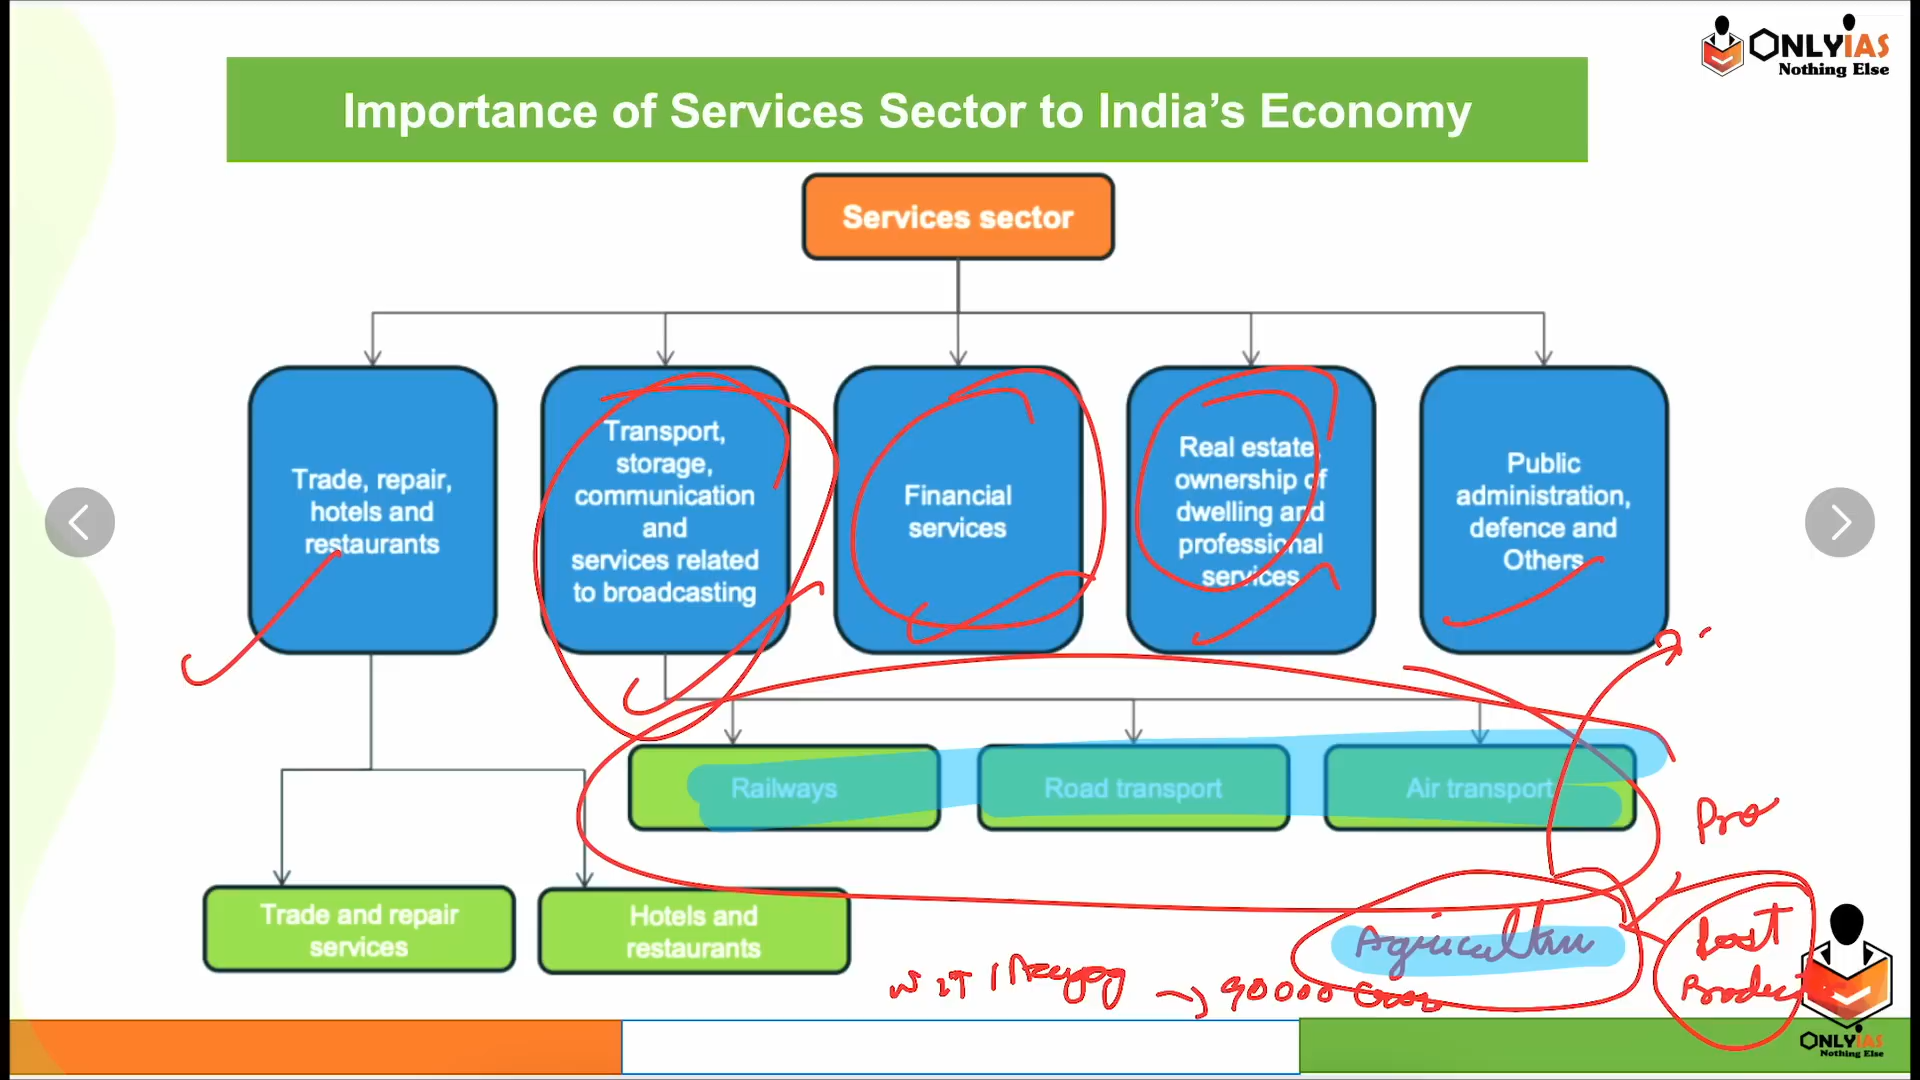 ONLYIAS
Nothing Else
Importance of Services Sector to India’s Economy
Services sector
Trade, repair,
hotels and
restaurants
Transport,
storage,
communication
and
services related
to broadcasting
Financial
services
Real estate
ownership of
dwelling and
professional
services
Public
administration,
defence and
Others
Railways
Road transport
Air transport
Pro
Trade and repair
services
Hotels and
restaurants
Agriculture
90000
ONLYIAS
Nothing Else